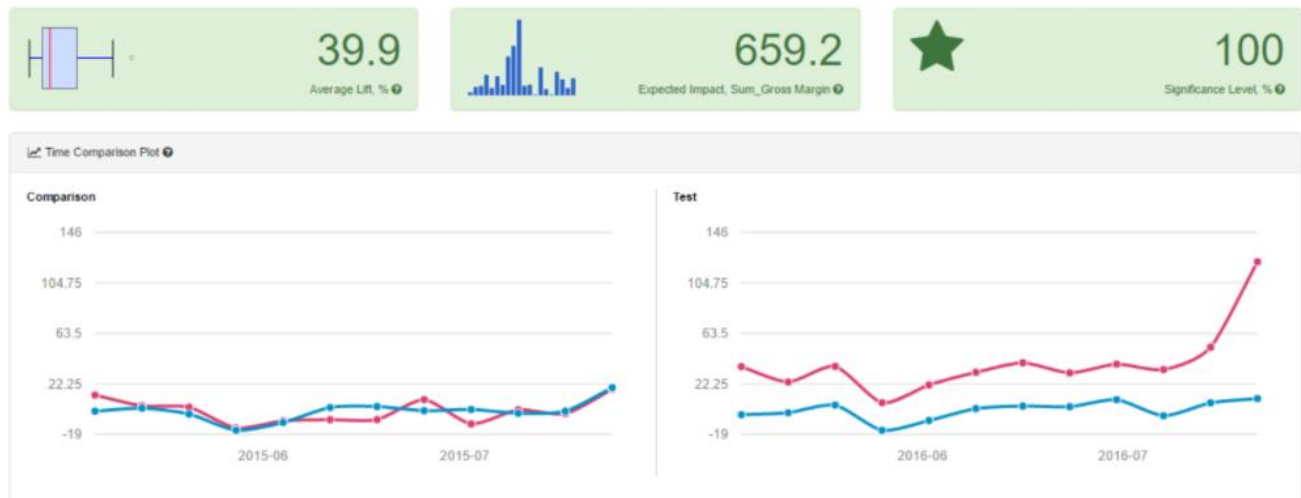 39.9
Average Lift, %
659.2
Expected Impact, Sum_Gross Margin
100
Significance Level, %
Time Comparison Plot
Comparison
146
104.75
63.5
22.25
-19
2015-06 2015-07
Test
146
104.75
63.5
22.25
-19
2016-06 2016-07